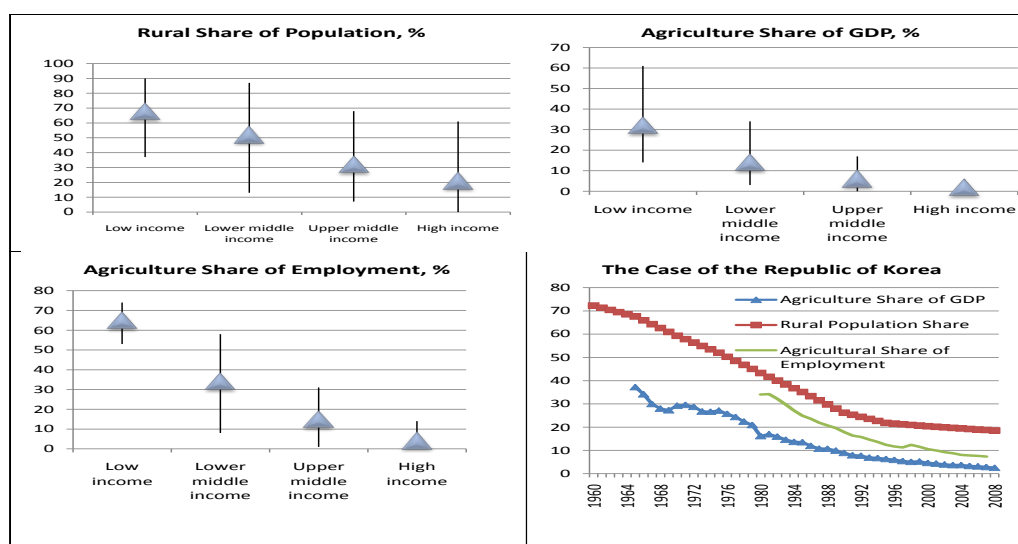 Rural Share of Population, %
100
90
80
70
60
50
40
30
20
10
0
Low income
Lower middle
income
Upper middle
income
High income
Agriculture Share of GDP, %
70
60
50
40
30
20
10
0
Low income
Lower
middle
income
Upper
middle
income
High income
Agriculture Share of Employment, %
80
70
60
50
40
30
20
10
0
Low
income
Lower
middle
income
Upper
middle
income
High
income
The Case of the Republic of Korea
80
70
60
50
40
30
20
10
0
Agriculture Share of GDP
Rural Population Share
Agricultural Share of
Employment
1960
1964
1968
1972
1976
1980
1984
1988
1992
1996
2000
2004
2008